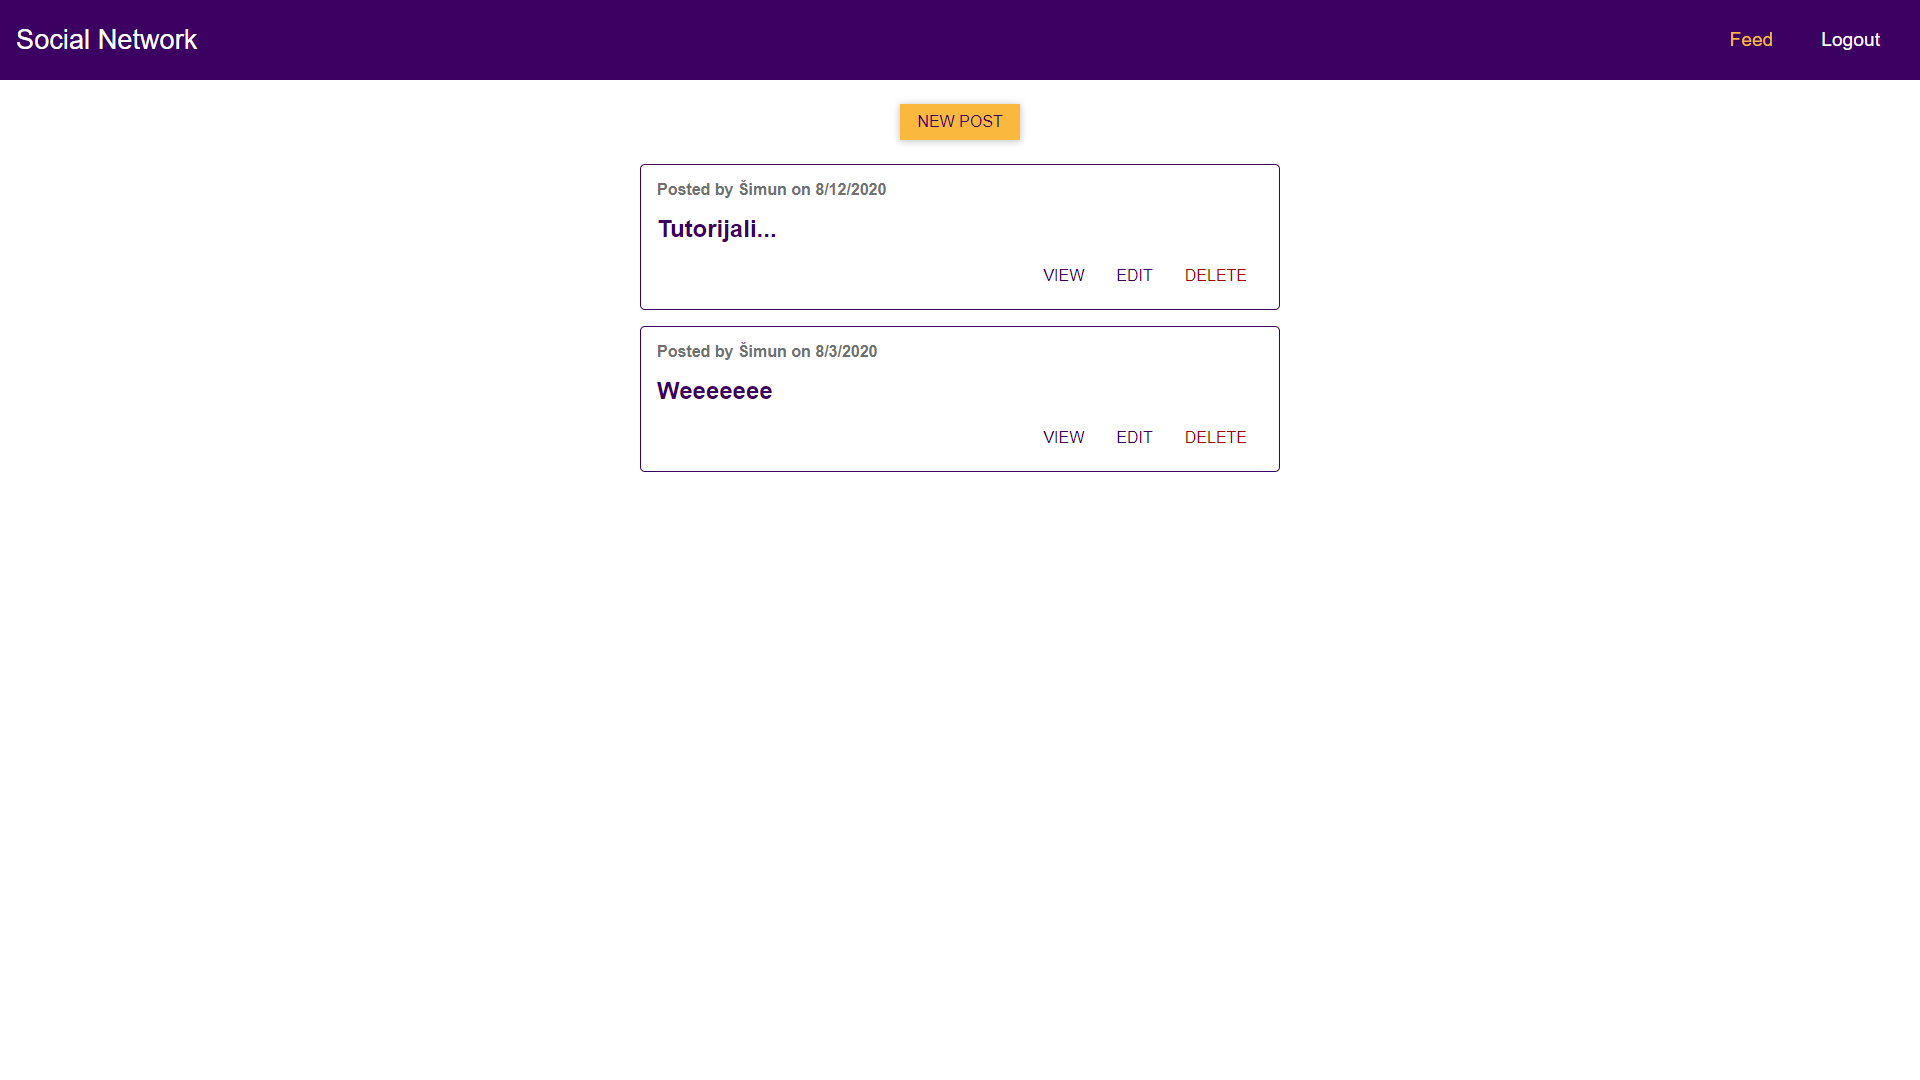 Social Network
Feed Logout
NEW POST
Posted by Šimun on 8/12/2020
Tutorijali...
VIEW EDIT DELETE
Posted by Šimun on 8/3/2020
Weeeeeee
VIEW EDIT DELETE